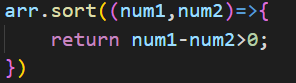 arr.sort((num1,num2)=>{
    return num1-num2>0;
})